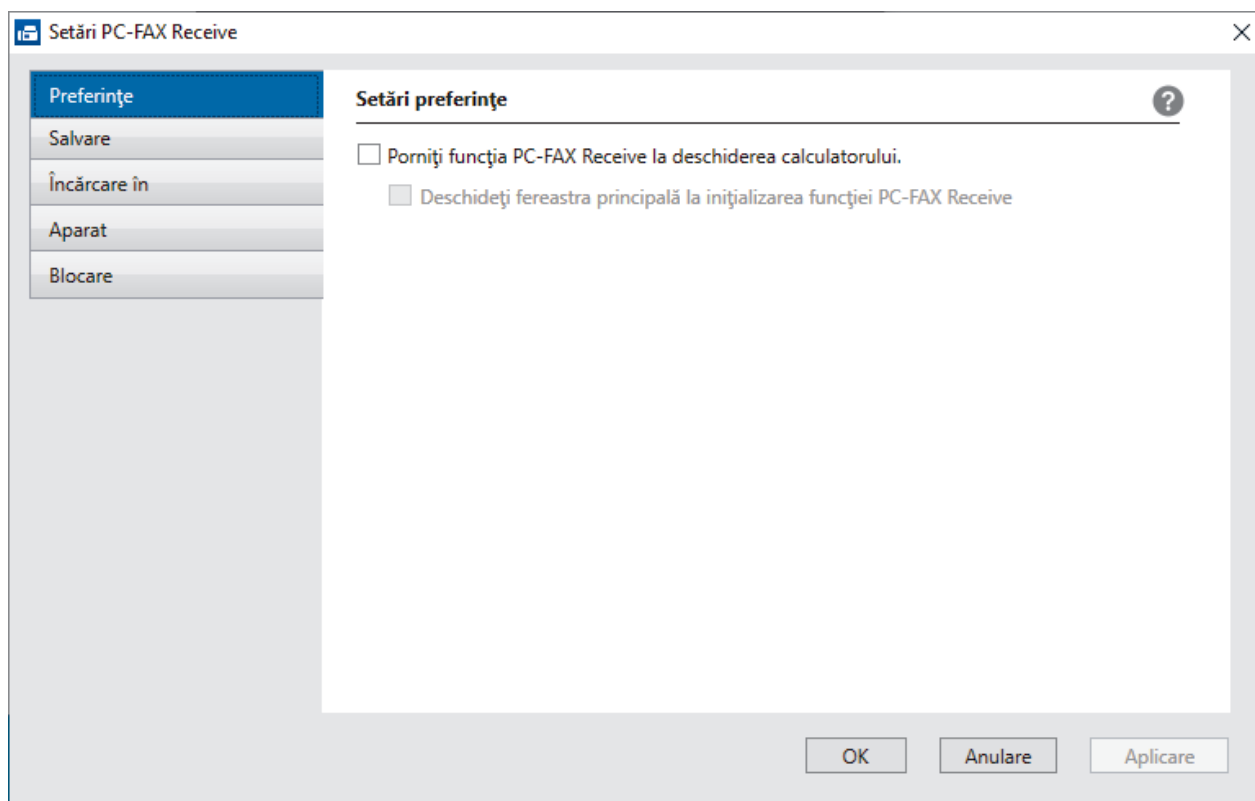 Setări PC-FAX Receive
Preferinţe
Salvare
Încărcare în
Aparat
Blocare
Setări preferinţe
?
Porniţi funcţia PC-FAX Receive la deschiderea calculatorului.
Deschideţi fereastra principală la iniţializarea funcţiei PC-FAX Receive
OK
Anulare
Aplicare